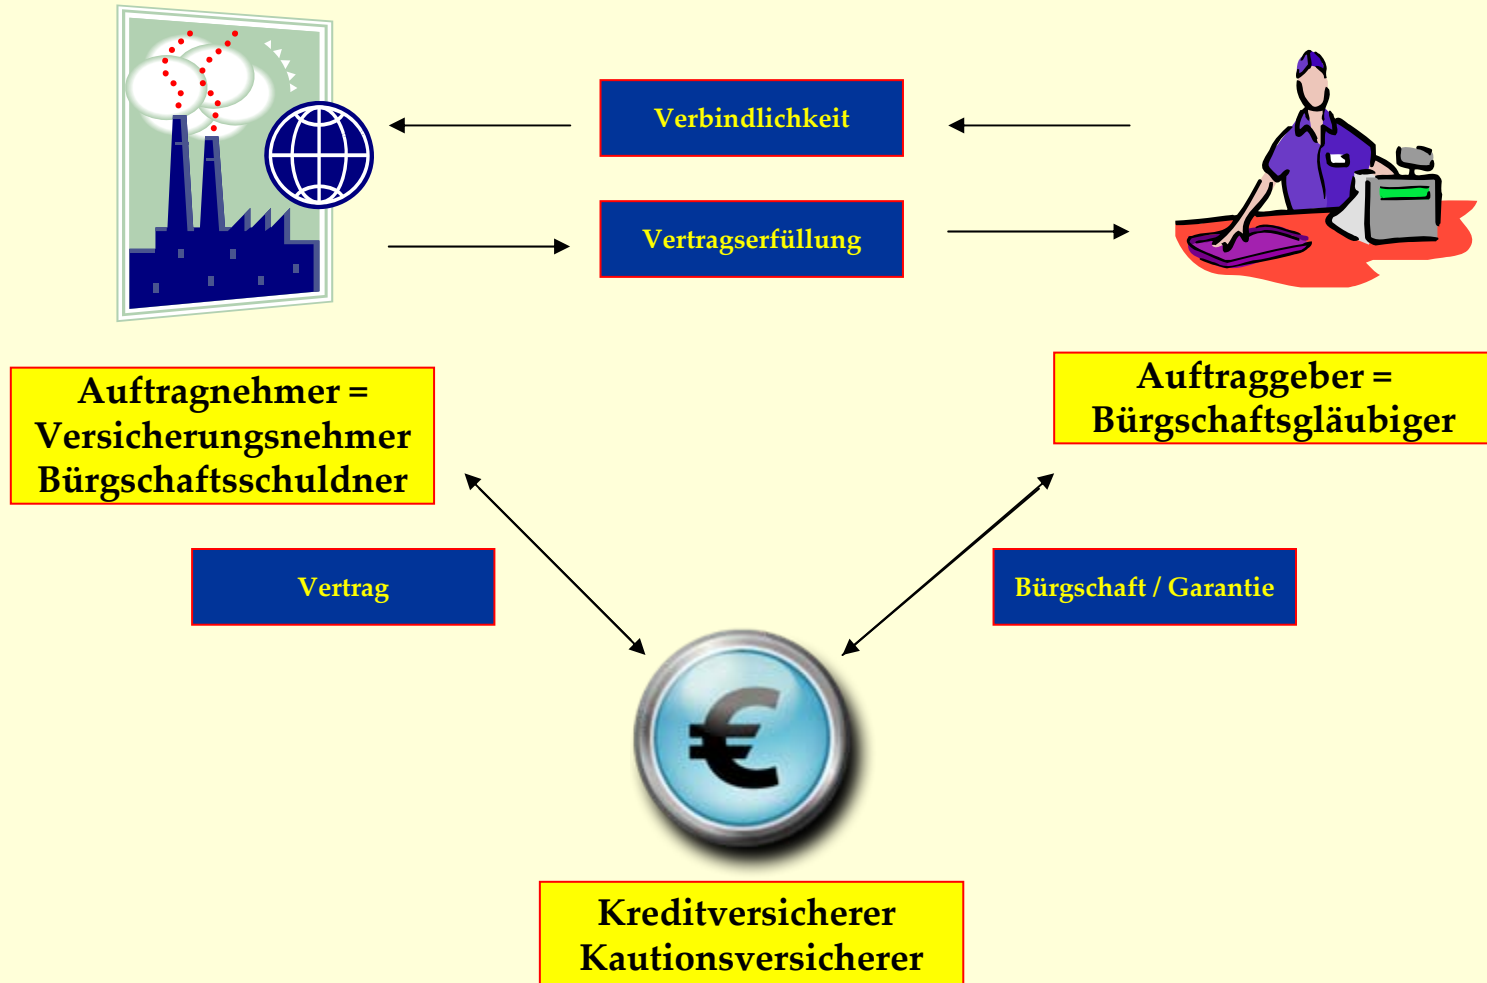 Verbindlichkeit
Vertragserfüllung
Auftragnehmer =
Versicherungsnehmer
Bürgschaftsschuldner
Auftraggeber =
Bürgschaftsgläubiger
Vertrag
Bürgschaft / Garantie
€
Kreditversicherer
Kautionsversicherer